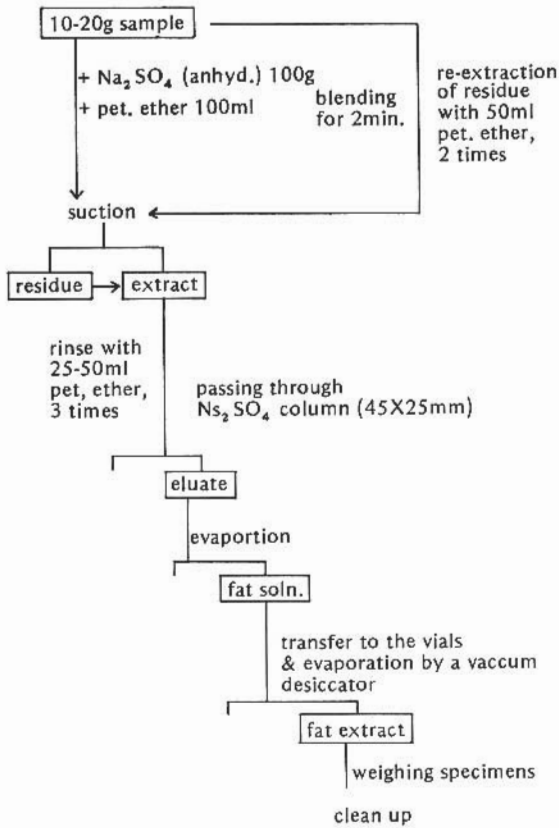 10-20g sample
+ Na₂SO₄ (anhyd.) 100g
+ pet. ether 100ml
blending
for 2min.
re-extraction
of residue
with 50ml
pet. ether,
2 times
suction
residue
extract
rinse with
25-50ml
pet, ether,
3 times
passing through
Ns₂SO₄ column (45X25mm)
eluate
evaportion
fat soln.
transfer to the vials
& evaporation by a vaccum
desiccator
fat extract
weighing specimens
clean up